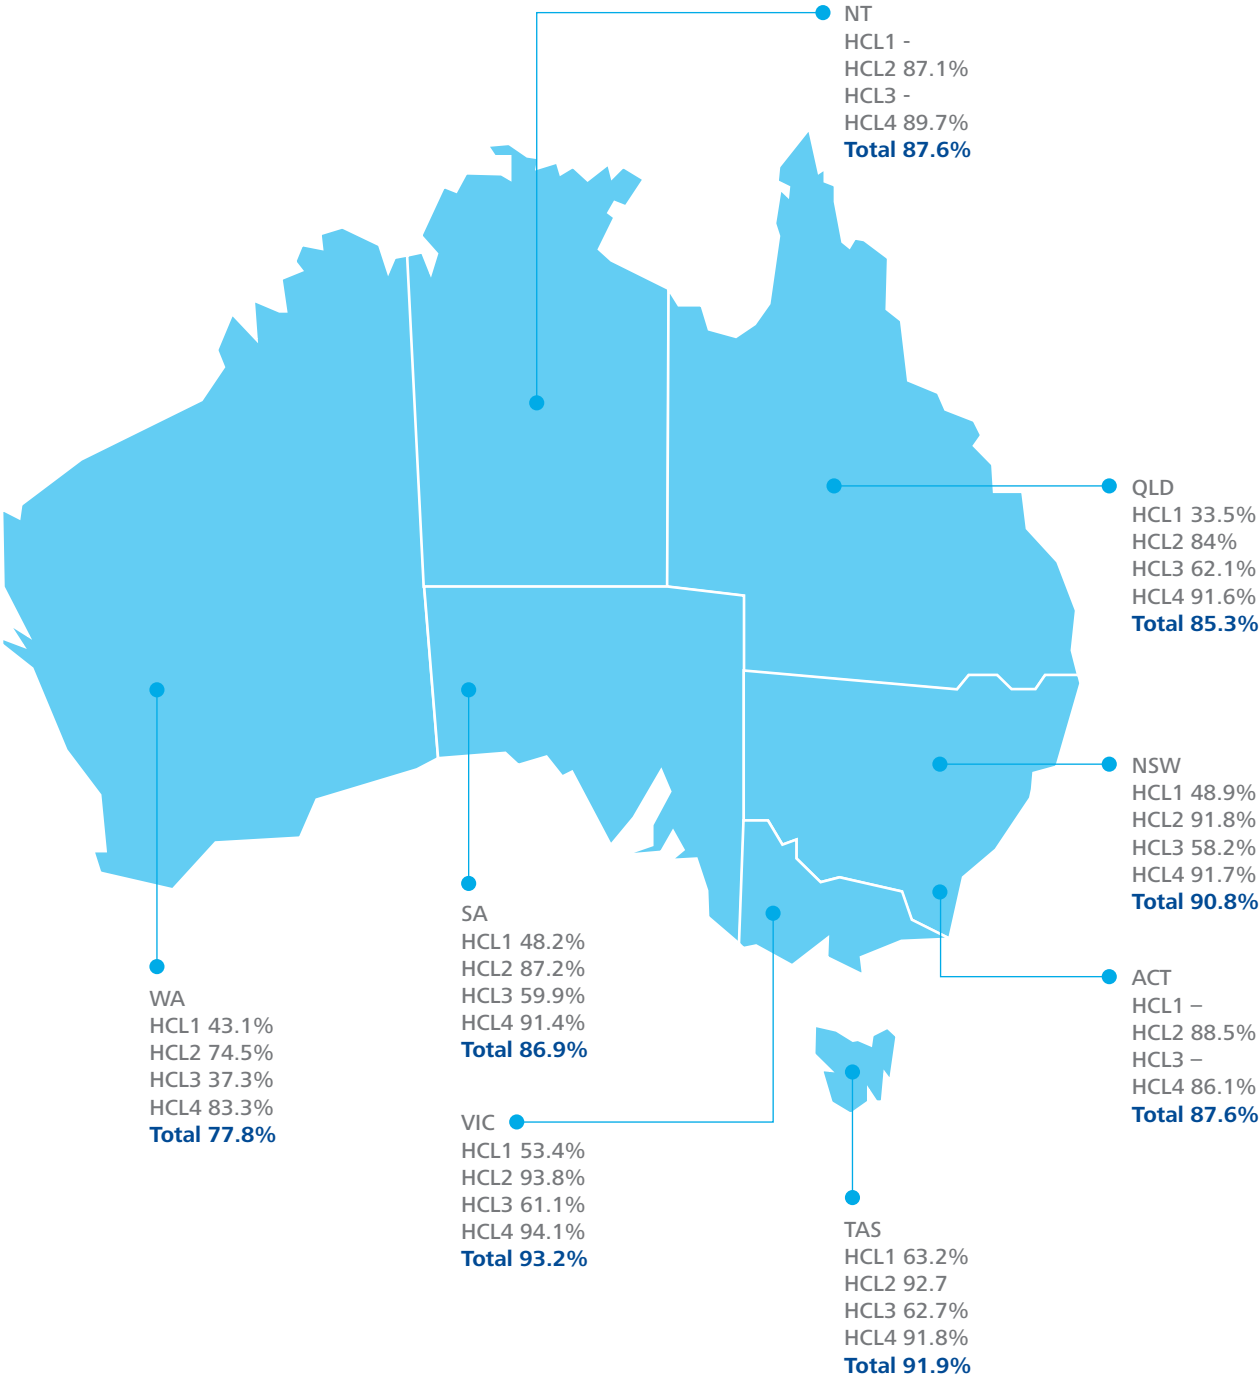 NT
HCL1 -
HCL2 87.1%
HCL3 -
HCL4 89.7%
Total 87.6%
QLD
HCL1 33.5%
HCL2 84%
HCL3 62.1%
HCL4 91.6%
Total 85.3%
NSW
HCL1 48.9%
HCL2 91.8%
HCL3 58.2%
HCL4 91.7%
Total 90.8%
SA
HCL1 48.2%
HCL2 87.2%
HCL3 59.9%
HCL4 91.4%
Total 86.9%
WA
HCL1 43.1%
HCL2 74.5%
HCL3 37.3%
HCL4 83.3%
Total 77.8%
ACT
HCL1 –
HCL2 88.5%
HCL3 –
HCL4 86.1%
Total 87.6%
VIC
HCL1 53.4%
HCL2 93.8%
HCL3 61.1%
HCL4 94.1%
Total 93.2%
TAS
HCL1 63.2%
HCL2 92.7
HCL3 62.7%
HCL4 91.8%
Total 91.9%